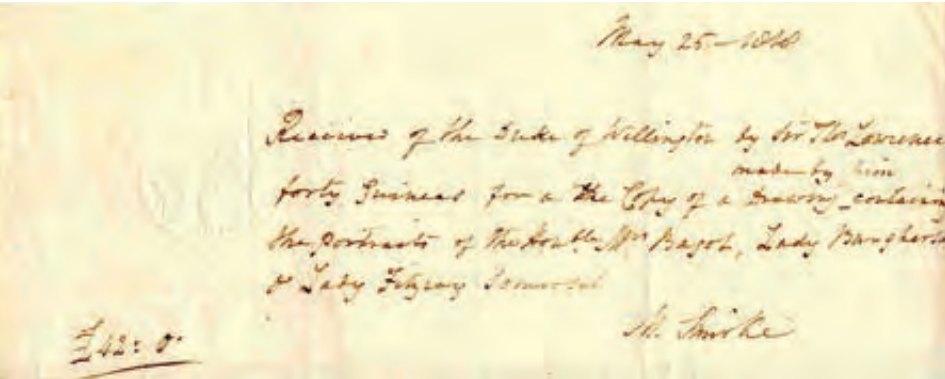 May 25 - 1818
Received of the Duke of Wellington by Sir Thos Lawrence
made by him
forty Guineas for a the Copy of a Drawing containing
the portraits of the Honble Mrs Bagot, Lady Burghersh
& Lady Fitzroy Somerset
M. Smirke
£42: 0.